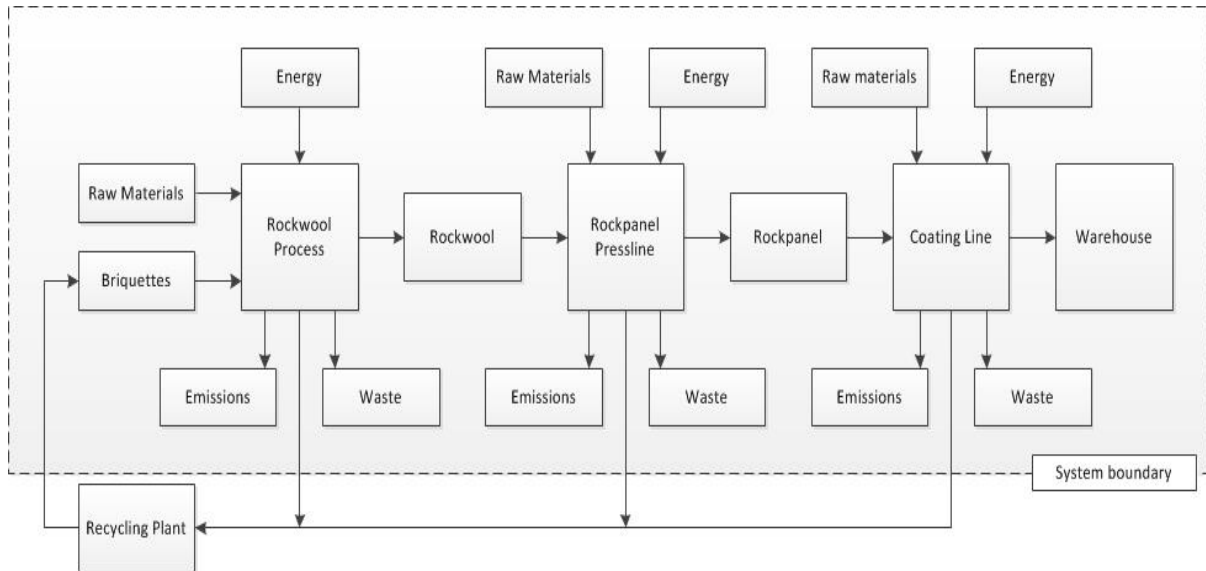 Energy
Raw Materials
Energy
Raw materials
Energy
Raw Materials
Rockwool
Process
Rockwool
Rockpanel
Pressline
Rockpanel
Coating Line
Warehouse
Briquettes
Emissions
Waste
Emissions
Waste
Emissions
Waste
System boundary
Recycling Plant